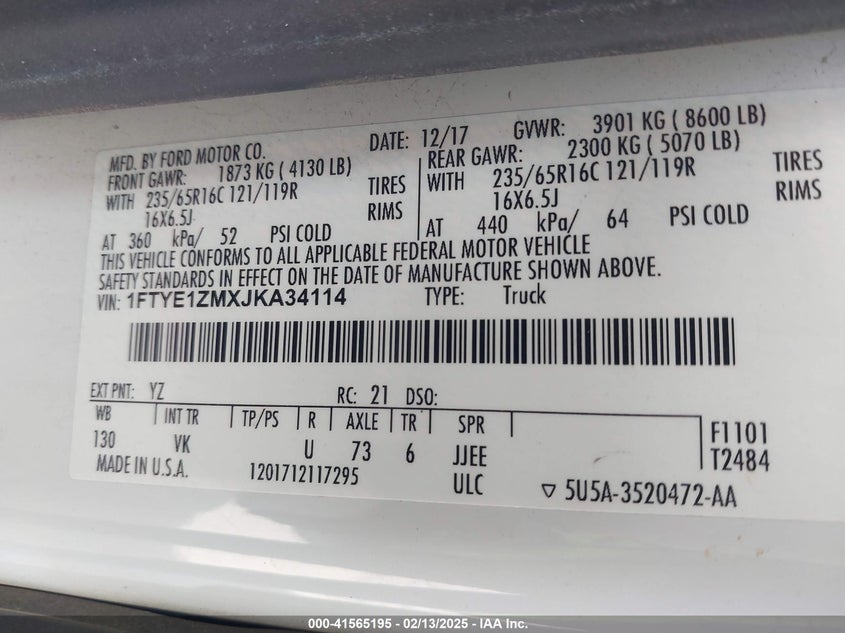 MFD. BY FORD MOTOR CO. DATE: 12/17 GVWR: 3901 KG ( 8600 LB)
FRONT GAWR: 1873 KG ( 4130 LB) REAR GAWR: 2300 KG ( 5070 LB)
WITH 235/65R16C 121/119R TIRES WITH 235/65R16C 121/119R TIRES
16X6.5J RIMS 16X6.5J RIMS
AT 360 kPa/ 52 PSI COLD AT 440 kPa/ 64 PSI COLD
THIS VEHICLE CONFORMS TO ALL APPLICABLE FEDERAL MOTOR VEHICLE
SAFETY STANDARDS IN EFFECT ON THE DATE OF MANUFACTURE SHOWN ABOVE.
VIN: 1FTYE1ZMXJKA34114 TYPE: Truck
EXT PNT: YZ RC: 21 DSO:
WB INT TR TP/PS R AXLE TR SPR F1101
130 VK U 73 6 JJEE T2484
MADE IN U.S.A. 1201712117295 ULC ▽ 5U5A-3520472-AA
000-41565195 - 02/13/2025 - IAA Inc.